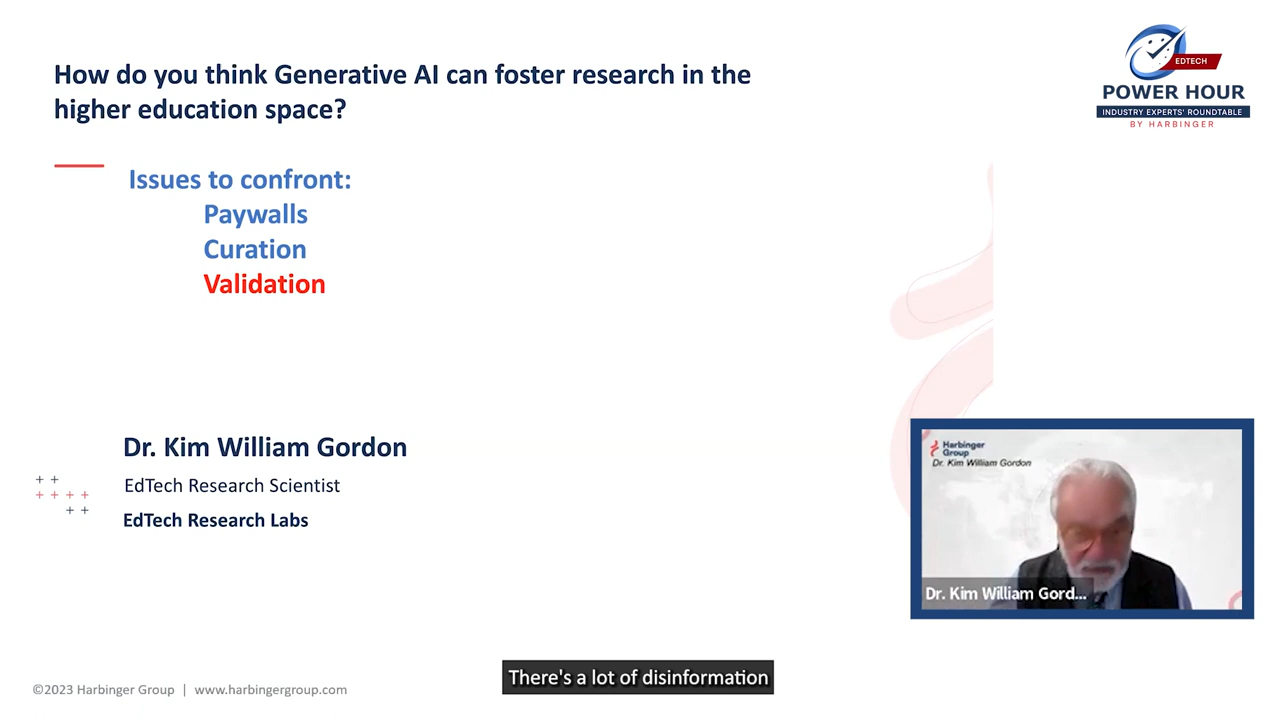 How do you think Generative AI can foster research in the
higher education space?
EDTECH
POWER HOUR
INDUSTRY EXPERTS' ROUNDTABLE
BY HARBINGER
Issues to confront:
Paywalls
Curation
Validation
Dr. Kim William Gordon
EdTech Research Scientist
EdTech Research Labs
Harbinger
Group
Dr. Kim William Gordon
Dr. Kim William Gord...
There's a lot of disinformation
©2023 Harbinger Group | www.harbingergroup.com